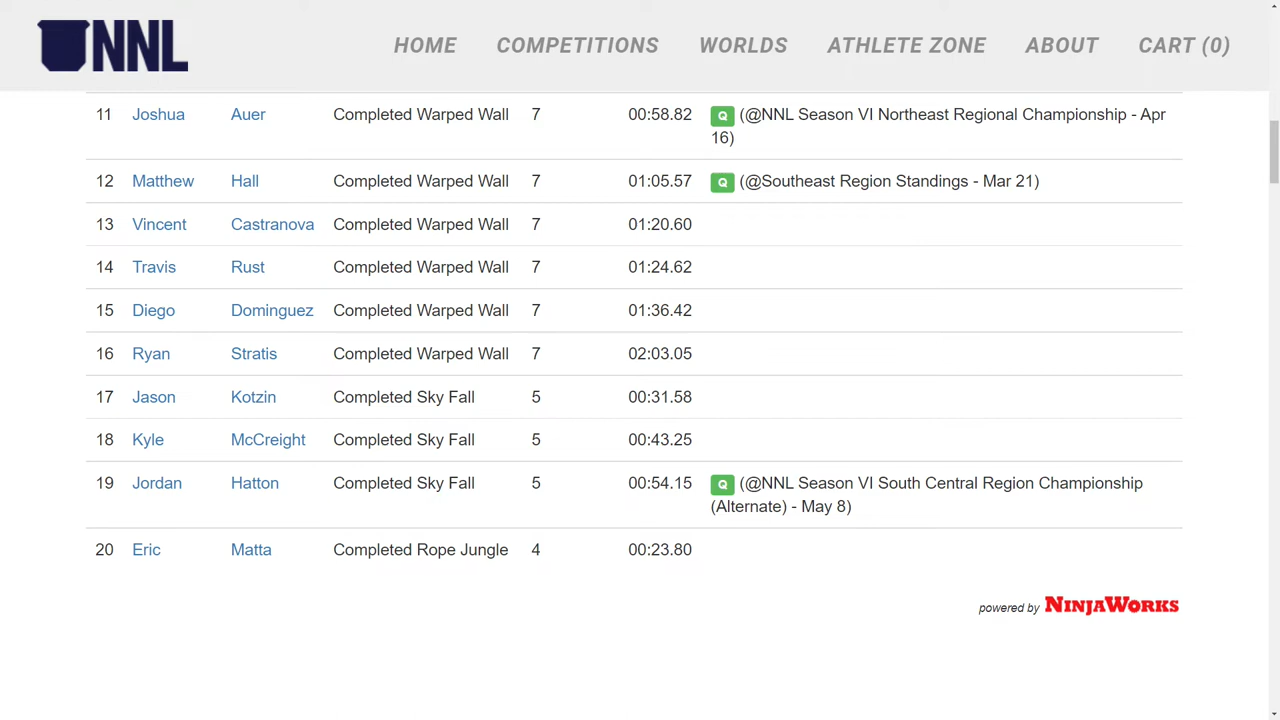 NNL
HOME COMPETITIONS WORLDS ATHLETE ZONE ABOUT CART (0)
11 Joshua Auer Completed Warped Wall 7 00:58.82 Q (@NNL Season VI Northeast Regional Championship - Apr
16)
12 Matthew Hall Completed Warped Wall 7 01:05.57 Q (@Southeast Region Standings - Mar 21)
13 Vincent Castranova Completed Warped Wall 7 01:20.60
14 Travis Rust Completed Warped Wall 7 01:24.62
15 Diego Dominguez Completed Warped Wall 7 01:36.42
16 Ryan Stratis Completed Warped Wall 7 02:03.05
17 Jason Kotzin Completed Sky Fall 5 00:31.58
18 Kyle McCreight Completed Sky Fall 5 00:43.25
19 Jordan Hatton Completed Sky Fall 5 00:54.15 Q (@NNL Season VI South Central Region Championship
(Alternate) - May 8)
20 Eric Matta Completed Rope Jungle 4 00:23.80
powered by NINJAWORKS